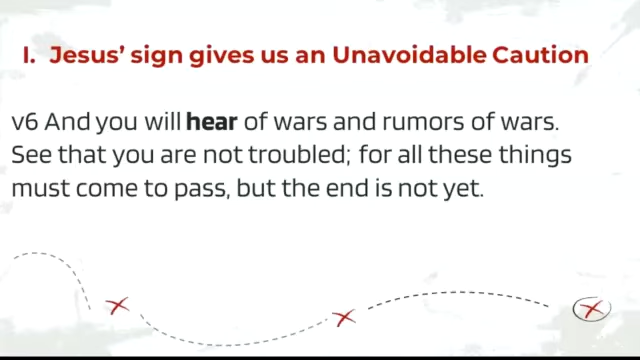 I. Jesus' sign gives us an Unavoidable Caution
v6 And you will hear of wars and rumors of wars.
See that you are not troubled; for all these things
must come to pass, but the end is not yet.